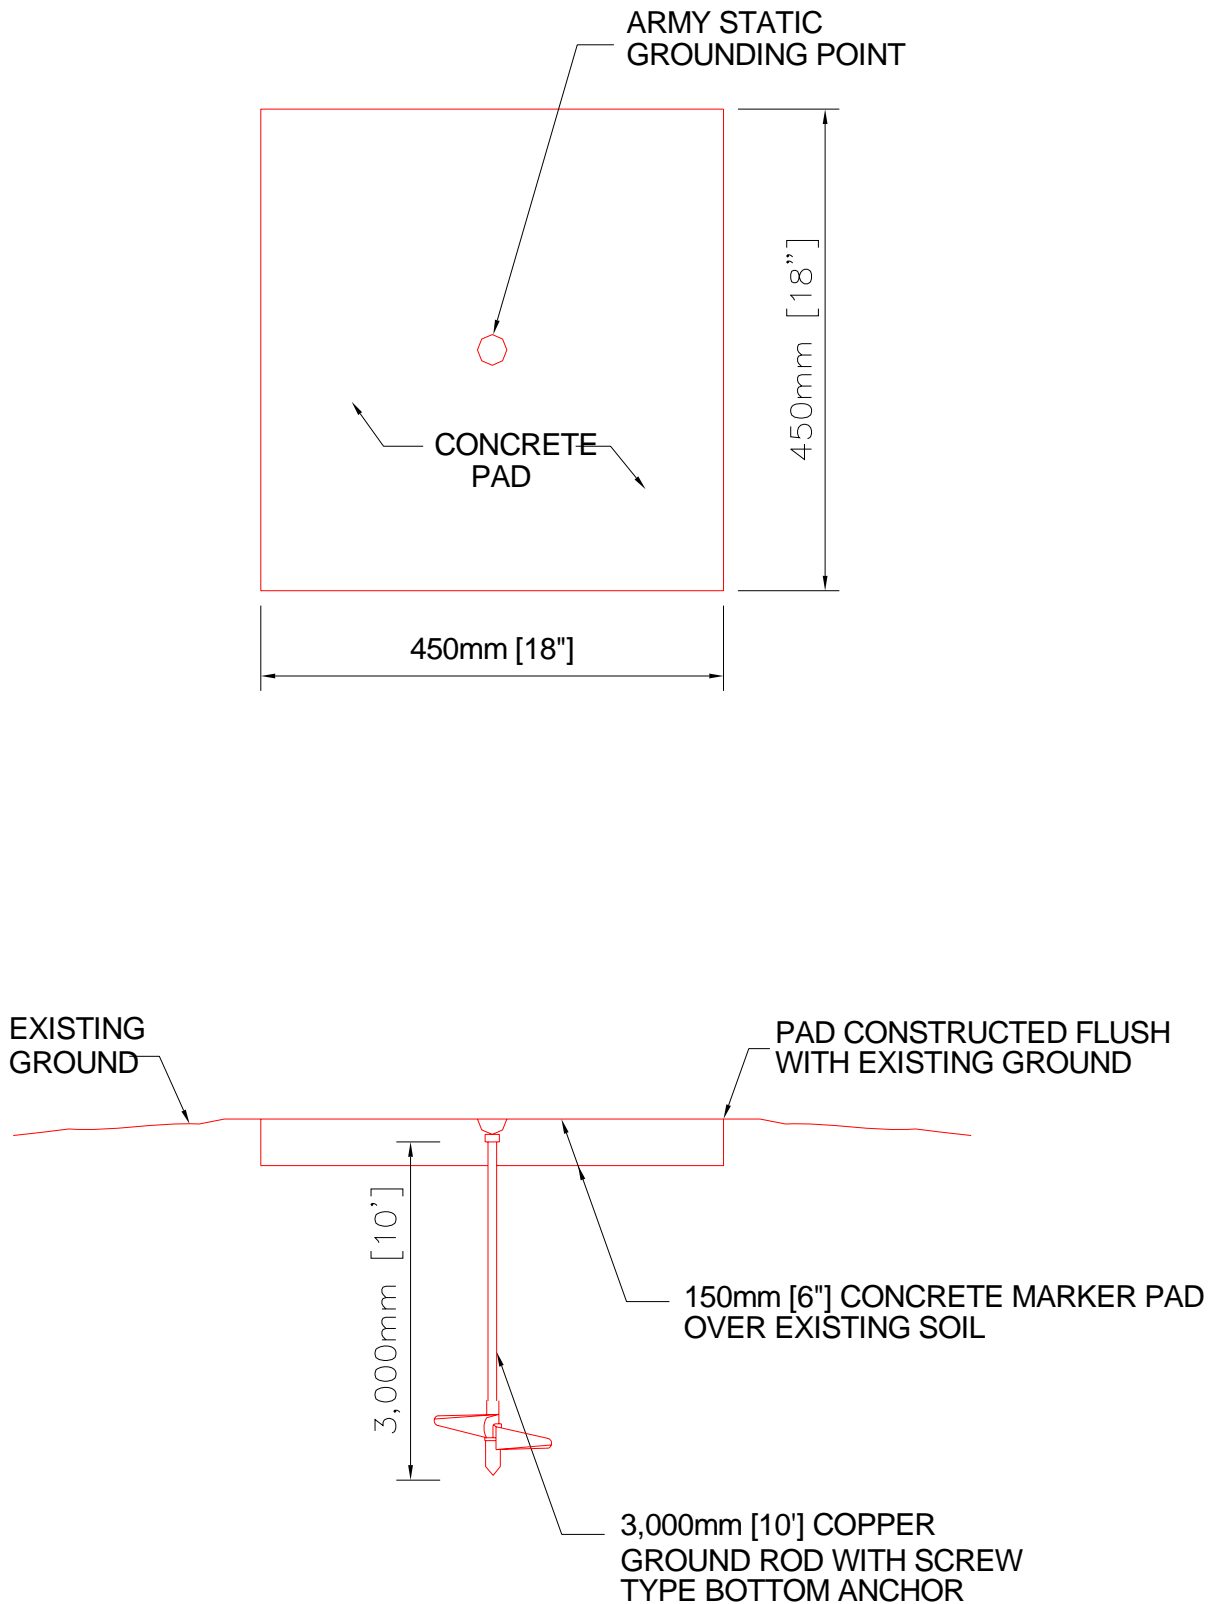 ARMY STATIC
GROUNDING POINT
450mm [18”]
CONCRETE
PAD
450mm [18"]
EXISTING
GROUND
PAD CONSTRUCTED FLUSH
WITH EXISTING GROUND
3,000mm [10']
150mm [6"] CONCRETE MARKER PAD
OVER EXISTING SOIL
3,000mm [10'] COPPER
GROUND ROD WITH SCREW
TYPE BOTTOM ANCHOR